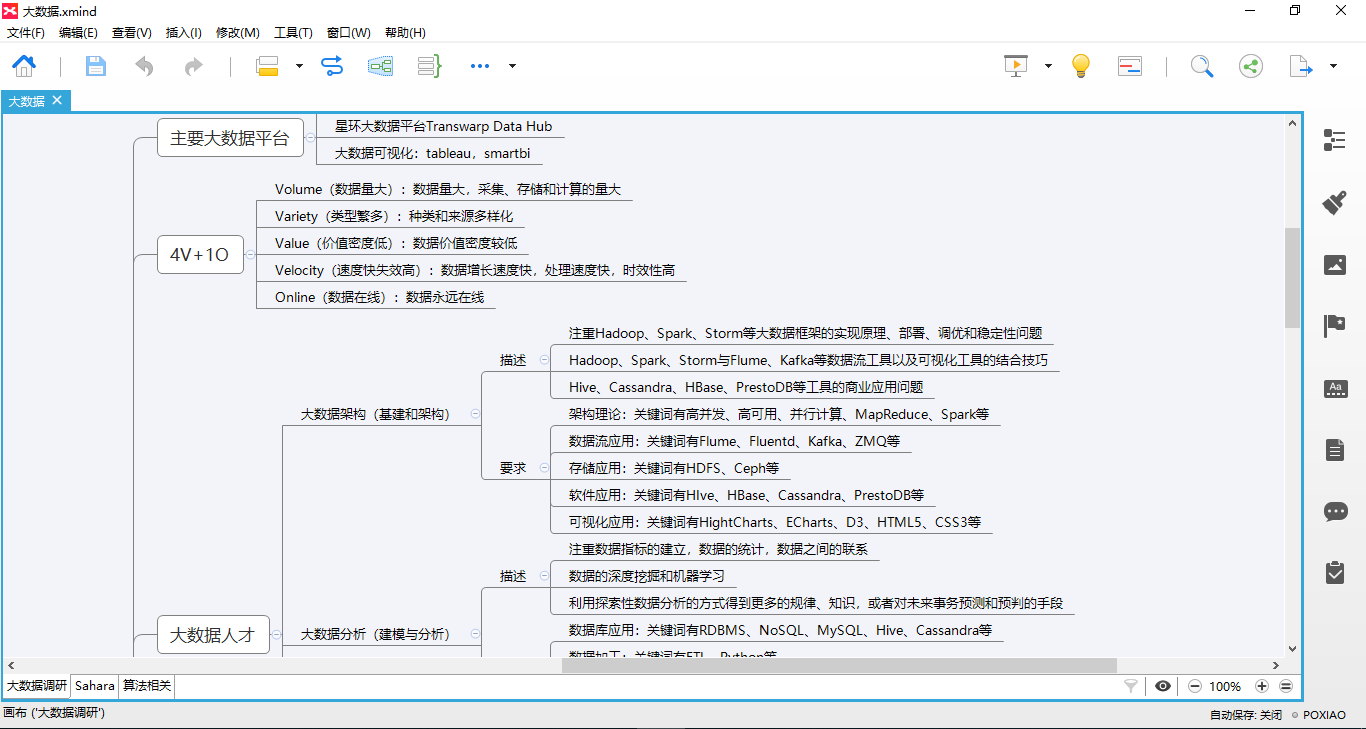 大数据.xmind
文件(F) 编辑(E) 查看(V) 插入(I) 修改(M) 工具(T) 窗口(W) 帮助(H)
大数据
主要大数据平台
星环大数据平台Transwarp Data Hub
大数据可视化：tableau，smartbi
4V+1O
Volume（数据量大）：数据量大，采集、存储和计算的量大
Variety（类型繁多）：种类和来源多样化
Value（价值密度低）：数据价值密度较低
Velocity（速度快失效高）：数据增长速度快，处理速度快，时效性高
Online（数据在线）：数据永远在线
大数据人才
大数据架构（基建和架构）
描述
注重Hadoop、Spark、Storm等大数据框架的实现原理、部署、调优和稳定性问题
Hadoop、Spark、Storm与Flume、Kafka等数据流工具以及可视化工具的结合技巧
Hive、Cassandra、HBase、PrestoDB等工具的商业应用问题
要求
架构理论：关键词有高并发、高可用、并行计算、MapReduce、Spark等
数据流应用：关键词有Flume、Fluentd、Kafka、ZMQ等
存储应用：关键词有HDFS、Ceph等
软件应用：关键词有HIve、HBase、Cassandra、PrestoDB等
可视化应用：关键词有HightCharts、ECharts、D3、HTML5、CSS3等
大数据分析（建模与分析）
描述
注重数据指标的建立，数据的统计，数据之间的联系
数据的深度挖掘和机器学习
利用探索性数据分析的方式得到更多的规律、知识，或者对未来事务预测和预判的手段
数据库应用：关键词有RDBMS、NoSQL、MySQL、Hive、Cassandra等
数据加工：关键词有ETL、Python等
Aa
大数据调研 Sahara 算法相关
100%
画布 ('大数据调研')
自动保存: 关闭 POXIAO